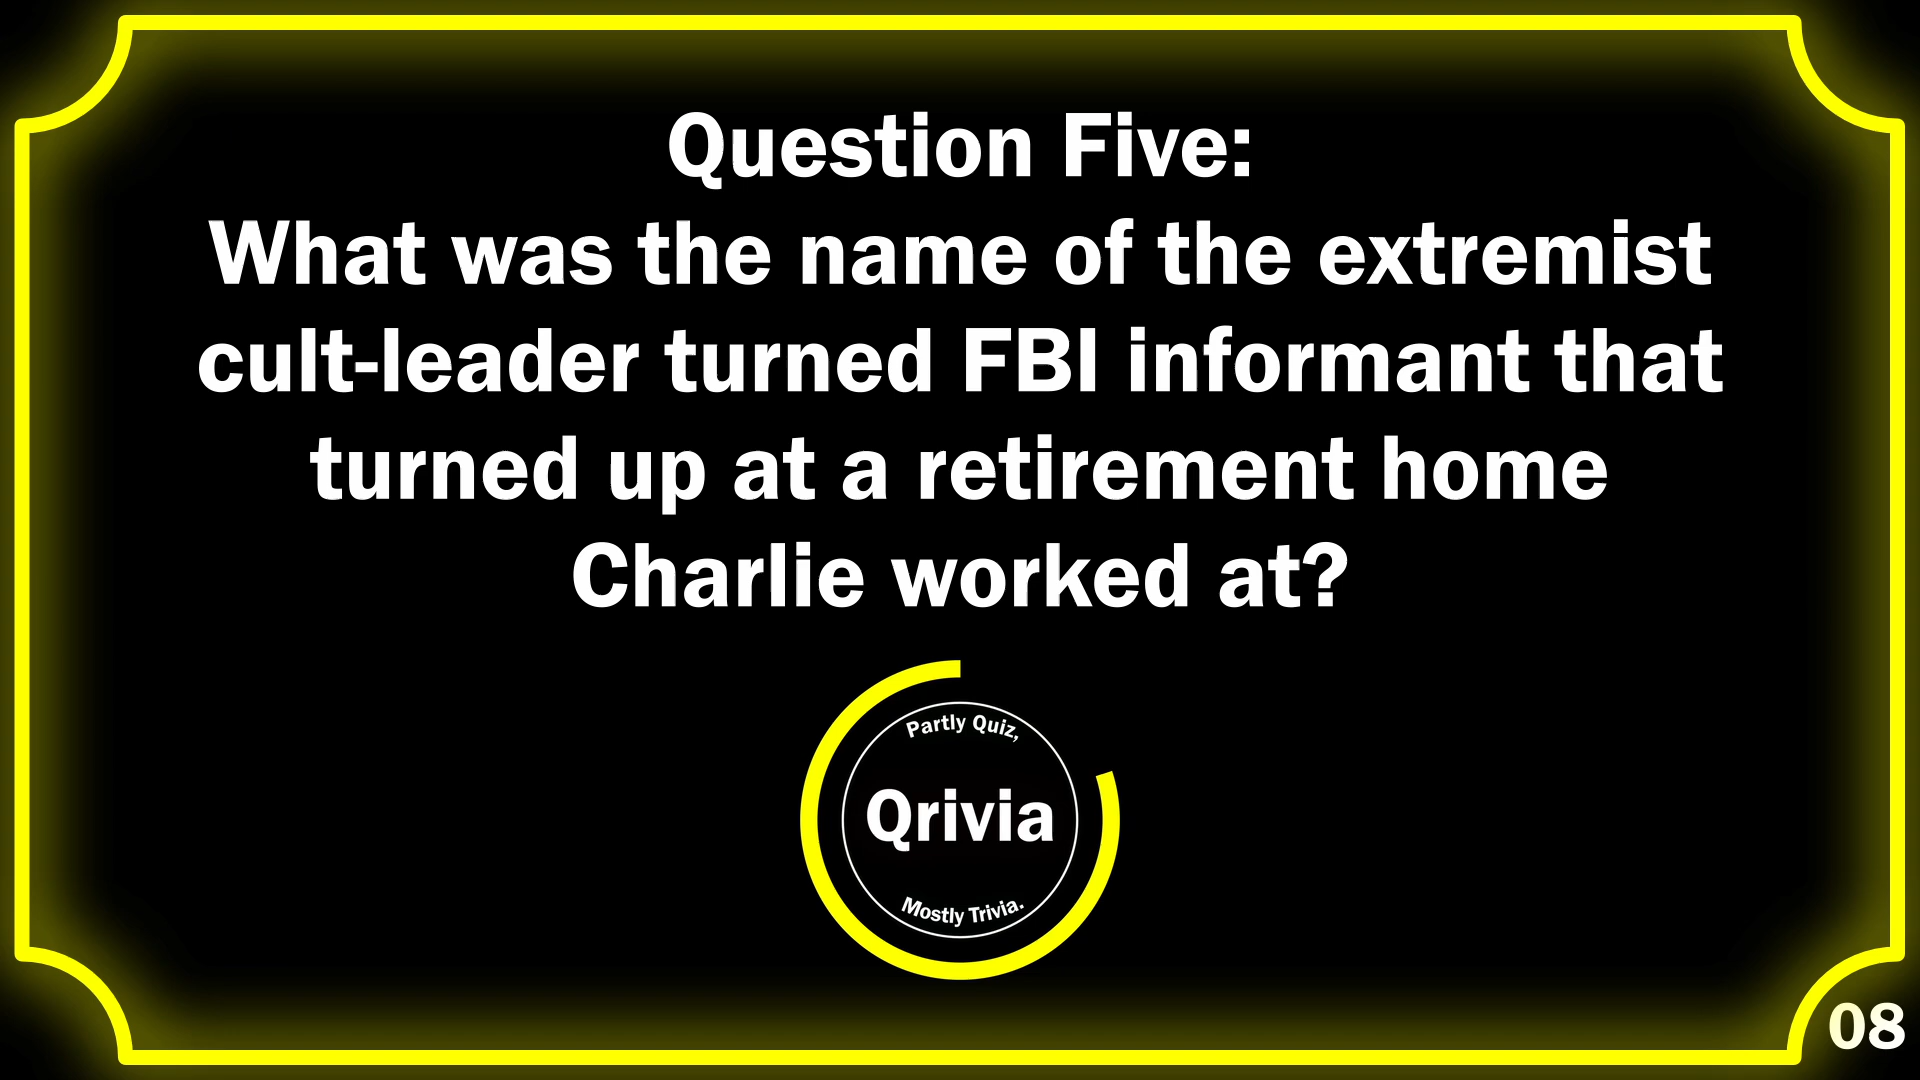 Question Five:
What was the name of the extremist
cult-leader turned FBI informant that
turned up at a retirement home
Charlie worked at?
Partly Quiz,
Qrivia
Mostly Trivia.
08